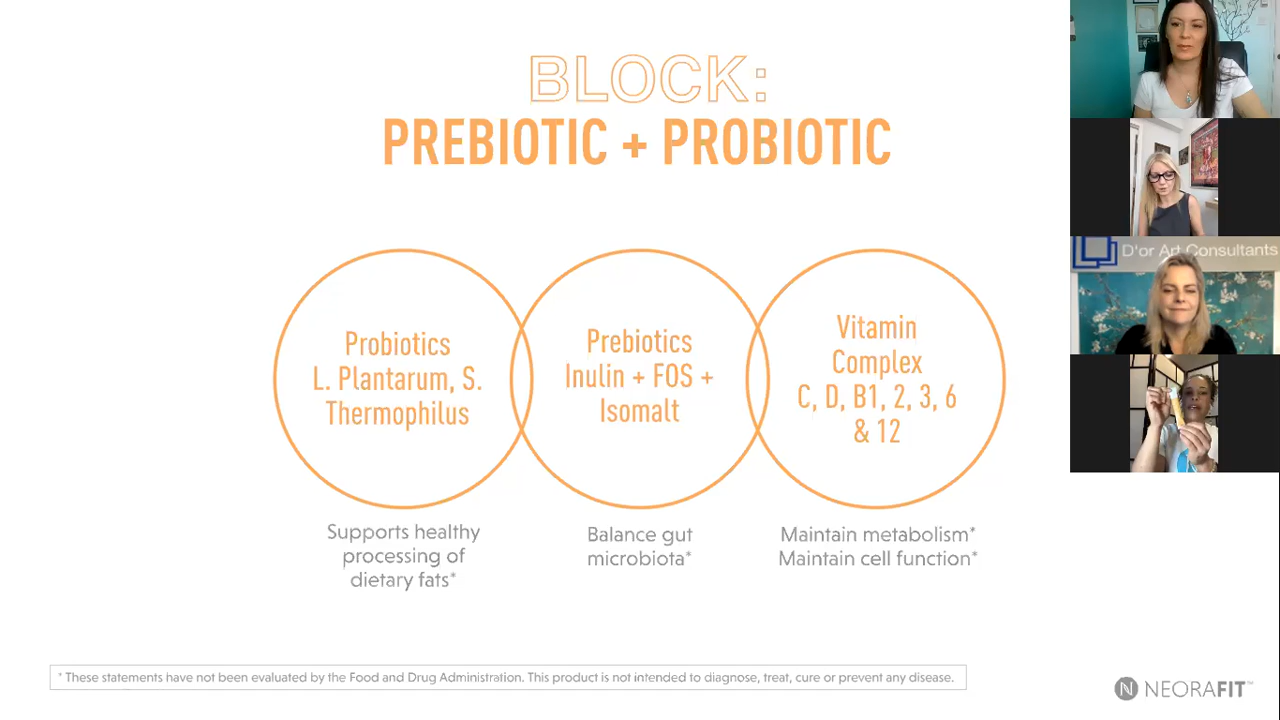 BLOCK:
PREBIOTIC + PROBIOTIC
Probiotics
L. Plantarum, S.
Thermophilus
Prebiotics
Inulin + FOS +
Isomalt
Vitamin
Complex
C, D, B1, 2, 3, 6
& 12
Supports healthy
processing of
dietary fats*
Balance gut
microbiota*
Maintain metabolism*
Maintain cell function*
* These statements have not been evaluated by the Food and Drug Administration. This product is not intended to diagnose, treat, cure or prevent any disease.
N NEORAFIT™
D'or Art Consultants